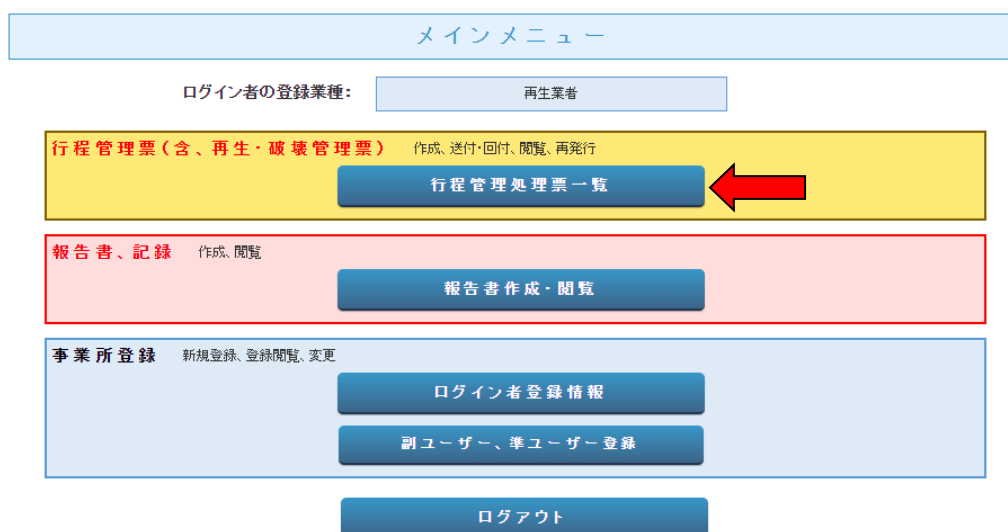 メインメニュー
ログイン者の登録業種： 再生業者
行程管理票(含、再生・破壊管理票) 作成、送付・回付、閲覧、再発行
行程管理処理票一覧
報告書、記録 作成、閲覧
報告書作成・閲覧
事業所登録 新規登録、登録閲覧、変更
ログイン者登録情報
副ユーザー、準ユーザー登録
ログアウト